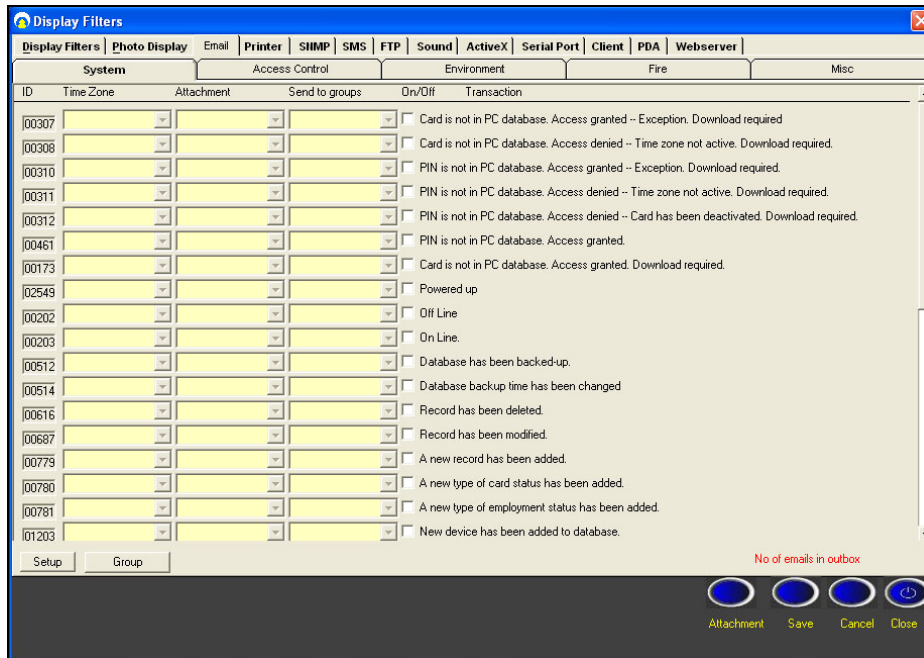 Display Filters
Display Filters Photo Display Email Printer SNMP SMS FTP Sound ActiveX Serial Port Client PDA Webserver
System Access Control Environment Fire Misc
ID Time Zone Attachment Send to groups On/Off Transaction
00307 Card is not in PC database. Access granted -- Exception. Download required
00308 Card is not in PC database. Access denied -- Time zone not active. Download required.
00310 PIN is not in PC database. Access granted -- Exception. Download required.
00311 PIN is not in PC database. Access denied -- Time zone not active. Download required.
00312 PIN is not in PC database. Access denied -- Card has been deactivated. Download required.
00461 PIN is not in PC database. Access granted.
00173 Card is not in PC database. Access granted. Download required.
02549 Powered up
00202 Off Line
00203 On Line.
00512 Database has been backed-up.
00514 Database backup time has been changed
00616 Record has been deleted.
00687 Record has been modified.
00779 A new record has been added.
00780 A new type of card status has been added.
00781 A new type of employment status has been added.
01203 New device has been added to database.
Setup Group No of emails in outbox
Attachment Save Cancel Close